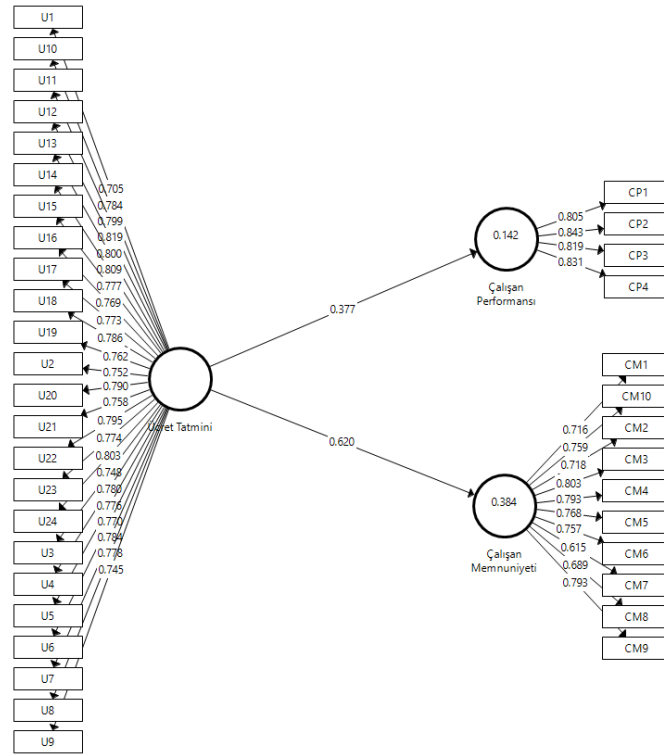 U1
U10
U11
U12
U13
U14
U15
U16
U17
U18
U19
U2
U20
U21
U22
U23
U24
U3
U4
U5
U6
U7
U8
U9
0.705
0.784
0.799
0.819
0.800
0.809
0.777
0.769
0.773
0.786
0.762
0.752
0.790
0.758
0.795
0.774
0.803
0.748
0.780
0.776
0.770
0.784
0.778
0.745
Ücret Tatmini
0.377
0.620
0.142
Çalışan
Performansı
0.805
0.843
0.819
0.831
CP1
CP2
CP3
CP4
0.384
Çalışan
Memnuniyeti
0.716
0.759
0.718
0.803
0.793
0.768
0.757
0.615
0.689
0.793
CM1
CM10
CM2
CM3
CM4
CM5
CM6
CM7
CM8
CM9